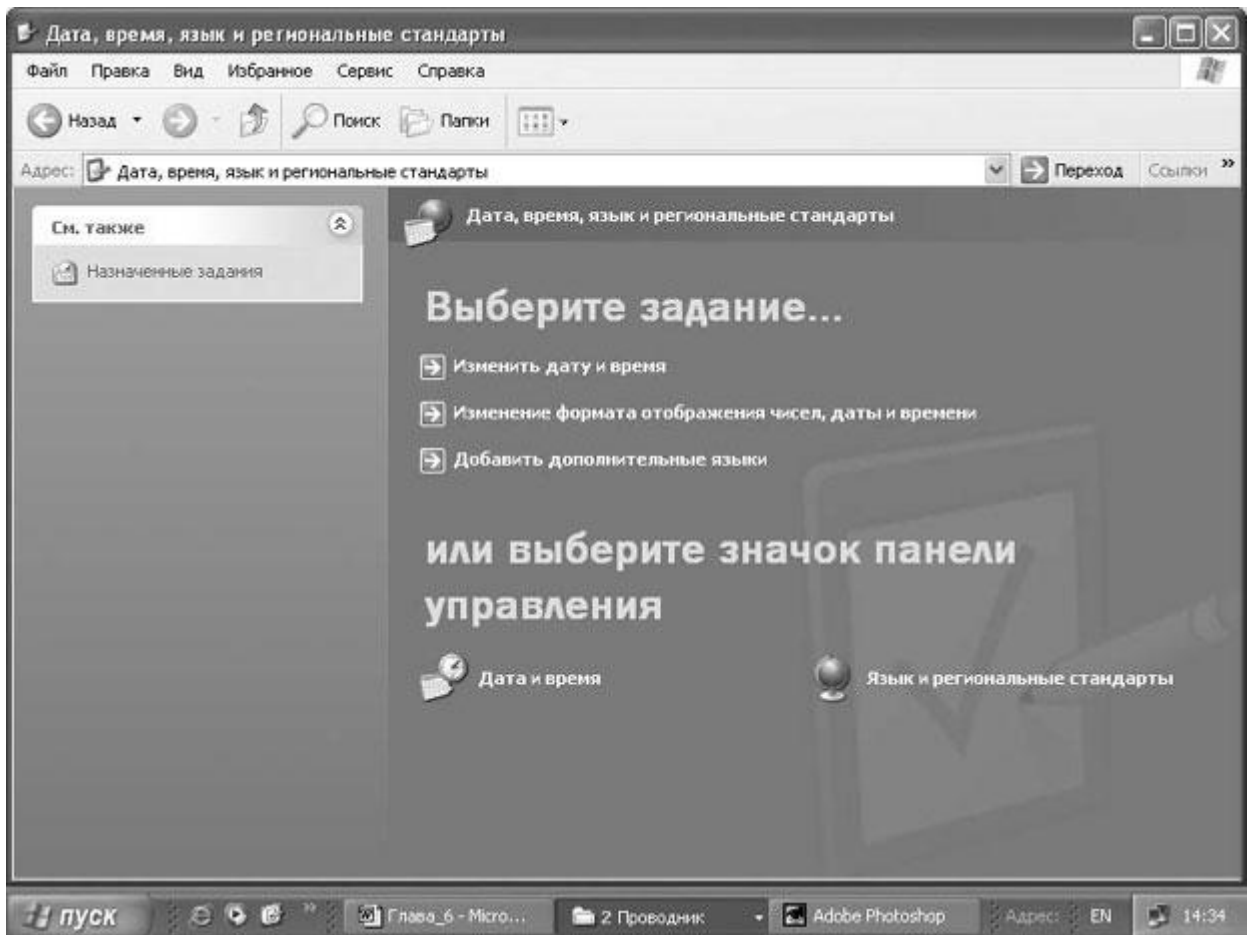 Дата, время, язык и региональные стандарты
Файл Правка Вид Избранное Сервис Справка
Назад Поиск Папки
Адрес: Дата, время, язык и региональные стандарты Переход Ссылки »
См. также
Назначенные задания
Дата, время, язык и региональные стандарты
Выберите задание...
Изменить дату и время
Изменение формата отображения чисел, даты и времени
Добавить дополнительные языки
или выберите значок панели
управления
Дата и время Язык и региональные стандарты
пуск » Глава_6 - Micro... 2 Проводник Adobe Photoshop Адрес: EN 14:34